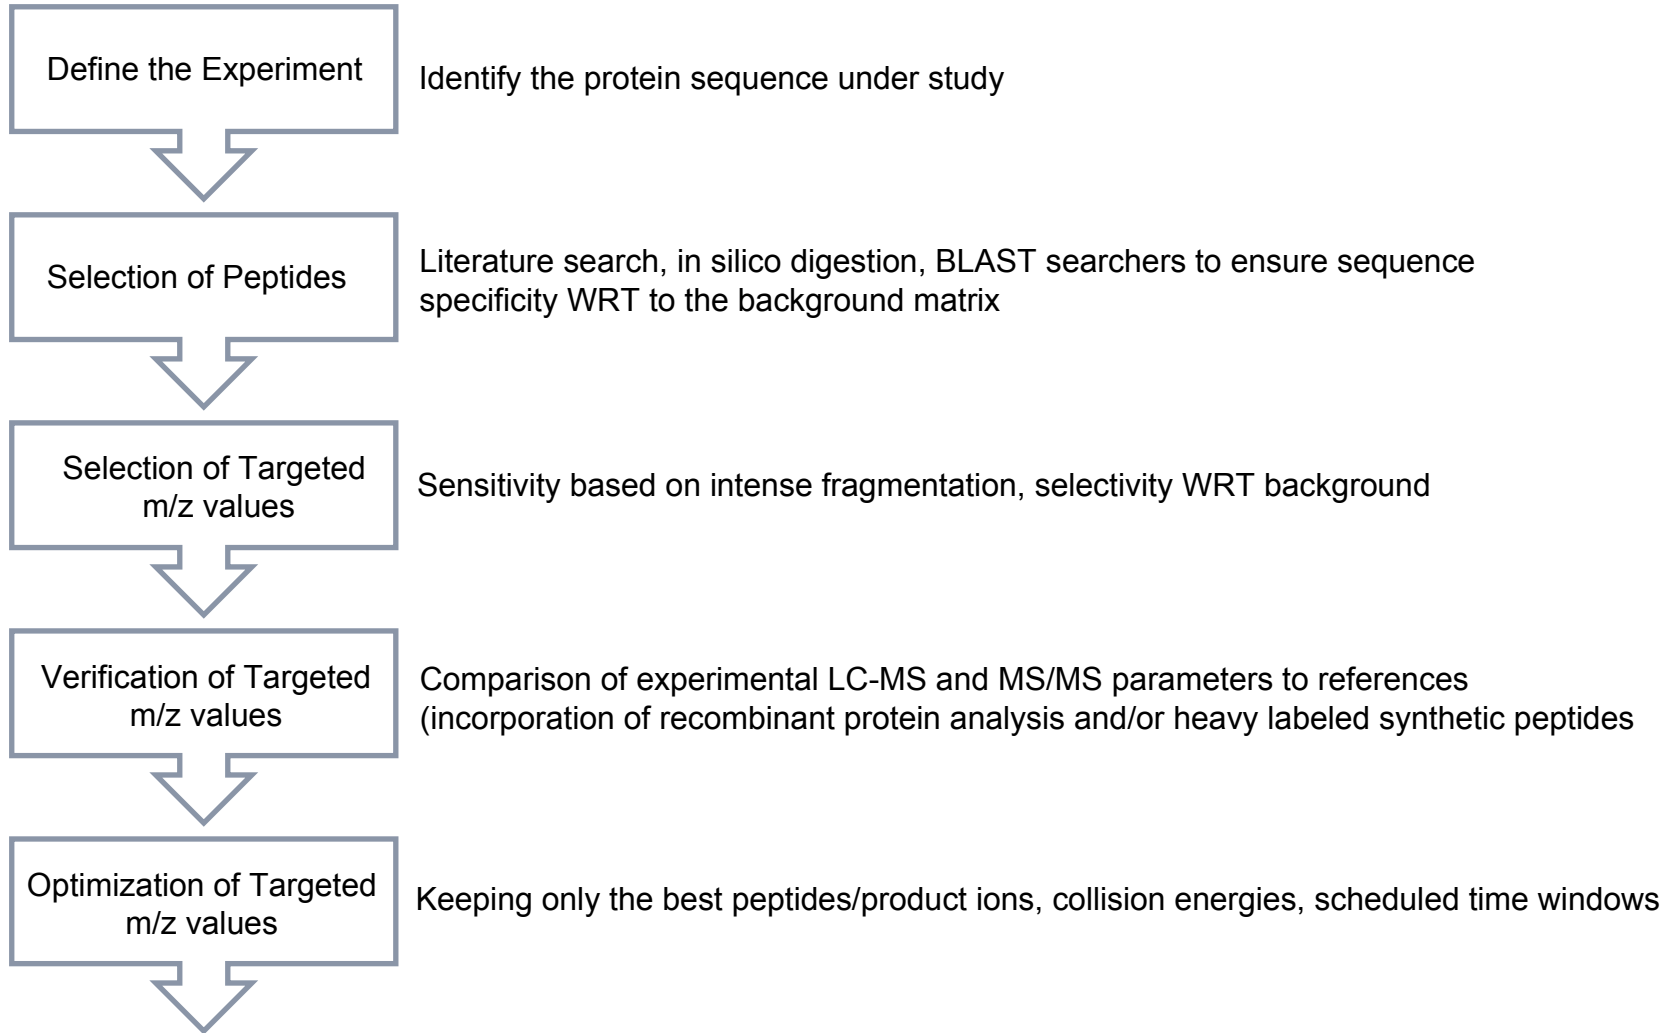 Define the Experiment
Identify the protein sequence under study
Selection of Peptides
Literature search, in silico digestion, BLAST searchers to ensure sequence
specificity WRT to the background matrix
Selection of Targeted
m/z values
Sensitivity based on intense fragmentation, selectivity WRT background
Verification of Targeted
m/z values
Comparison of experimental LC-MS and MS/MS parameters to references
(incorporation of recombinant protein analysis and/or heavy labeled synthetic peptides
Optimization of Targeted
m/z values
Keeping only the best peptides/product ions, collision energies, scheduled time windows